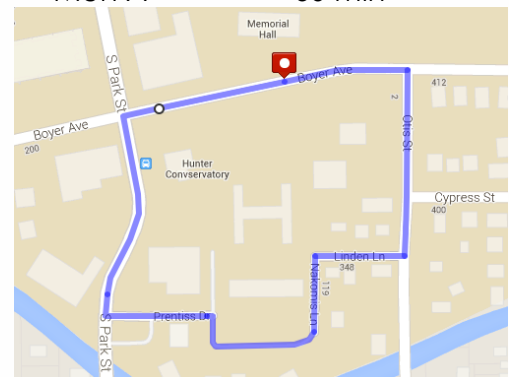 Memorial
Hall
S Park St
Boyer Ave
412
2
Otis St
Boyer Ave
200
Hunter
Convservatory
Cypress St
400
Linden Ln
348
Nakomis Ln
119
Prentiss D
S Park St